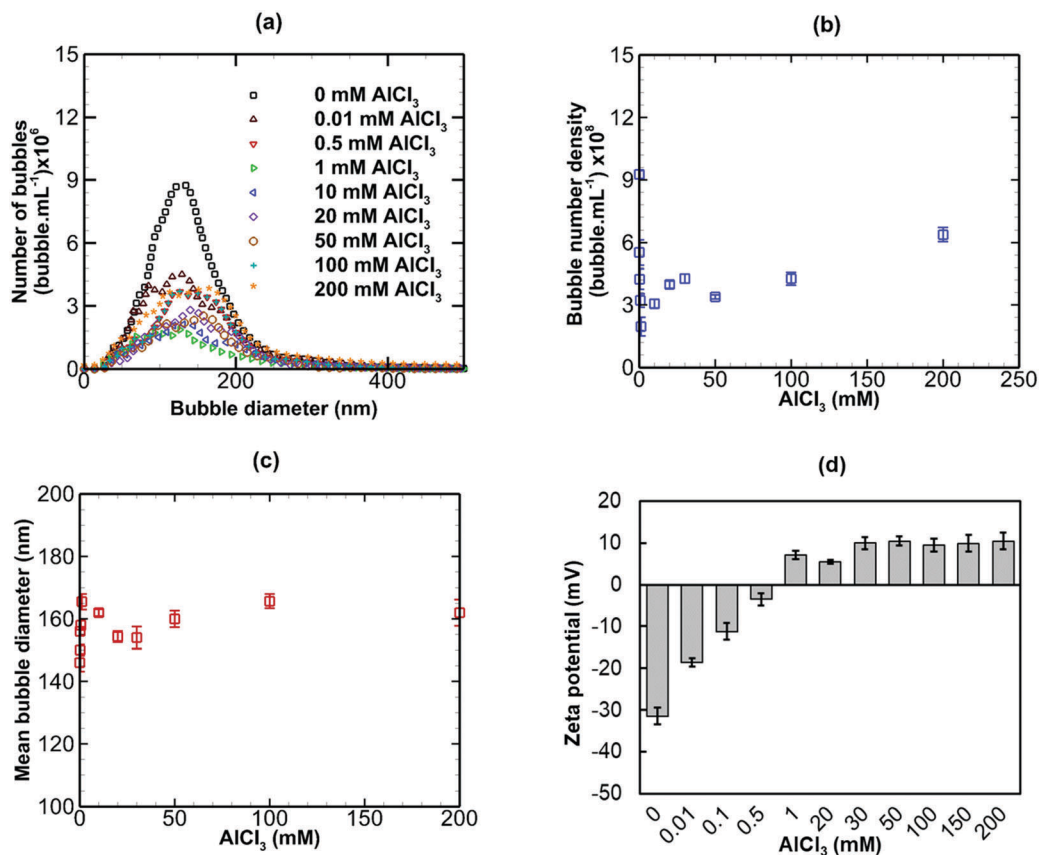 (a)
Number of bubbles
(bubble.mL⁻¹)x10⁶
15
12
9
6
3
0
0 200 400
Bubble diameter (nm)
0 mM AlCl₃
0.01 mM AlCl₃
0.5 mM AlCl₃
1 mM AlCl₃
10 mM AlCl₃
20 mM AlCl₃
50 mM AlCl₃
100 mM AlCl₃
200 mM AlCl₃
(b)
Bubble number density
(bubble.mL⁻¹) x10⁸
15
12
9
6
3
0
0 50 100 150 200 250
AlCl₃ (mM)
(c)
Mean bubble diameter (nm)
200
180
160
140
120
100
0 50 100 150 200
AlCl₃ (mM)
(d)
Zeta potential (mV)
20
10
0
-10
-20
-30
-40
-50
0 0.01 0.1 0.5 1 20 30 50 100 150 200
AlCl₃ (mM)